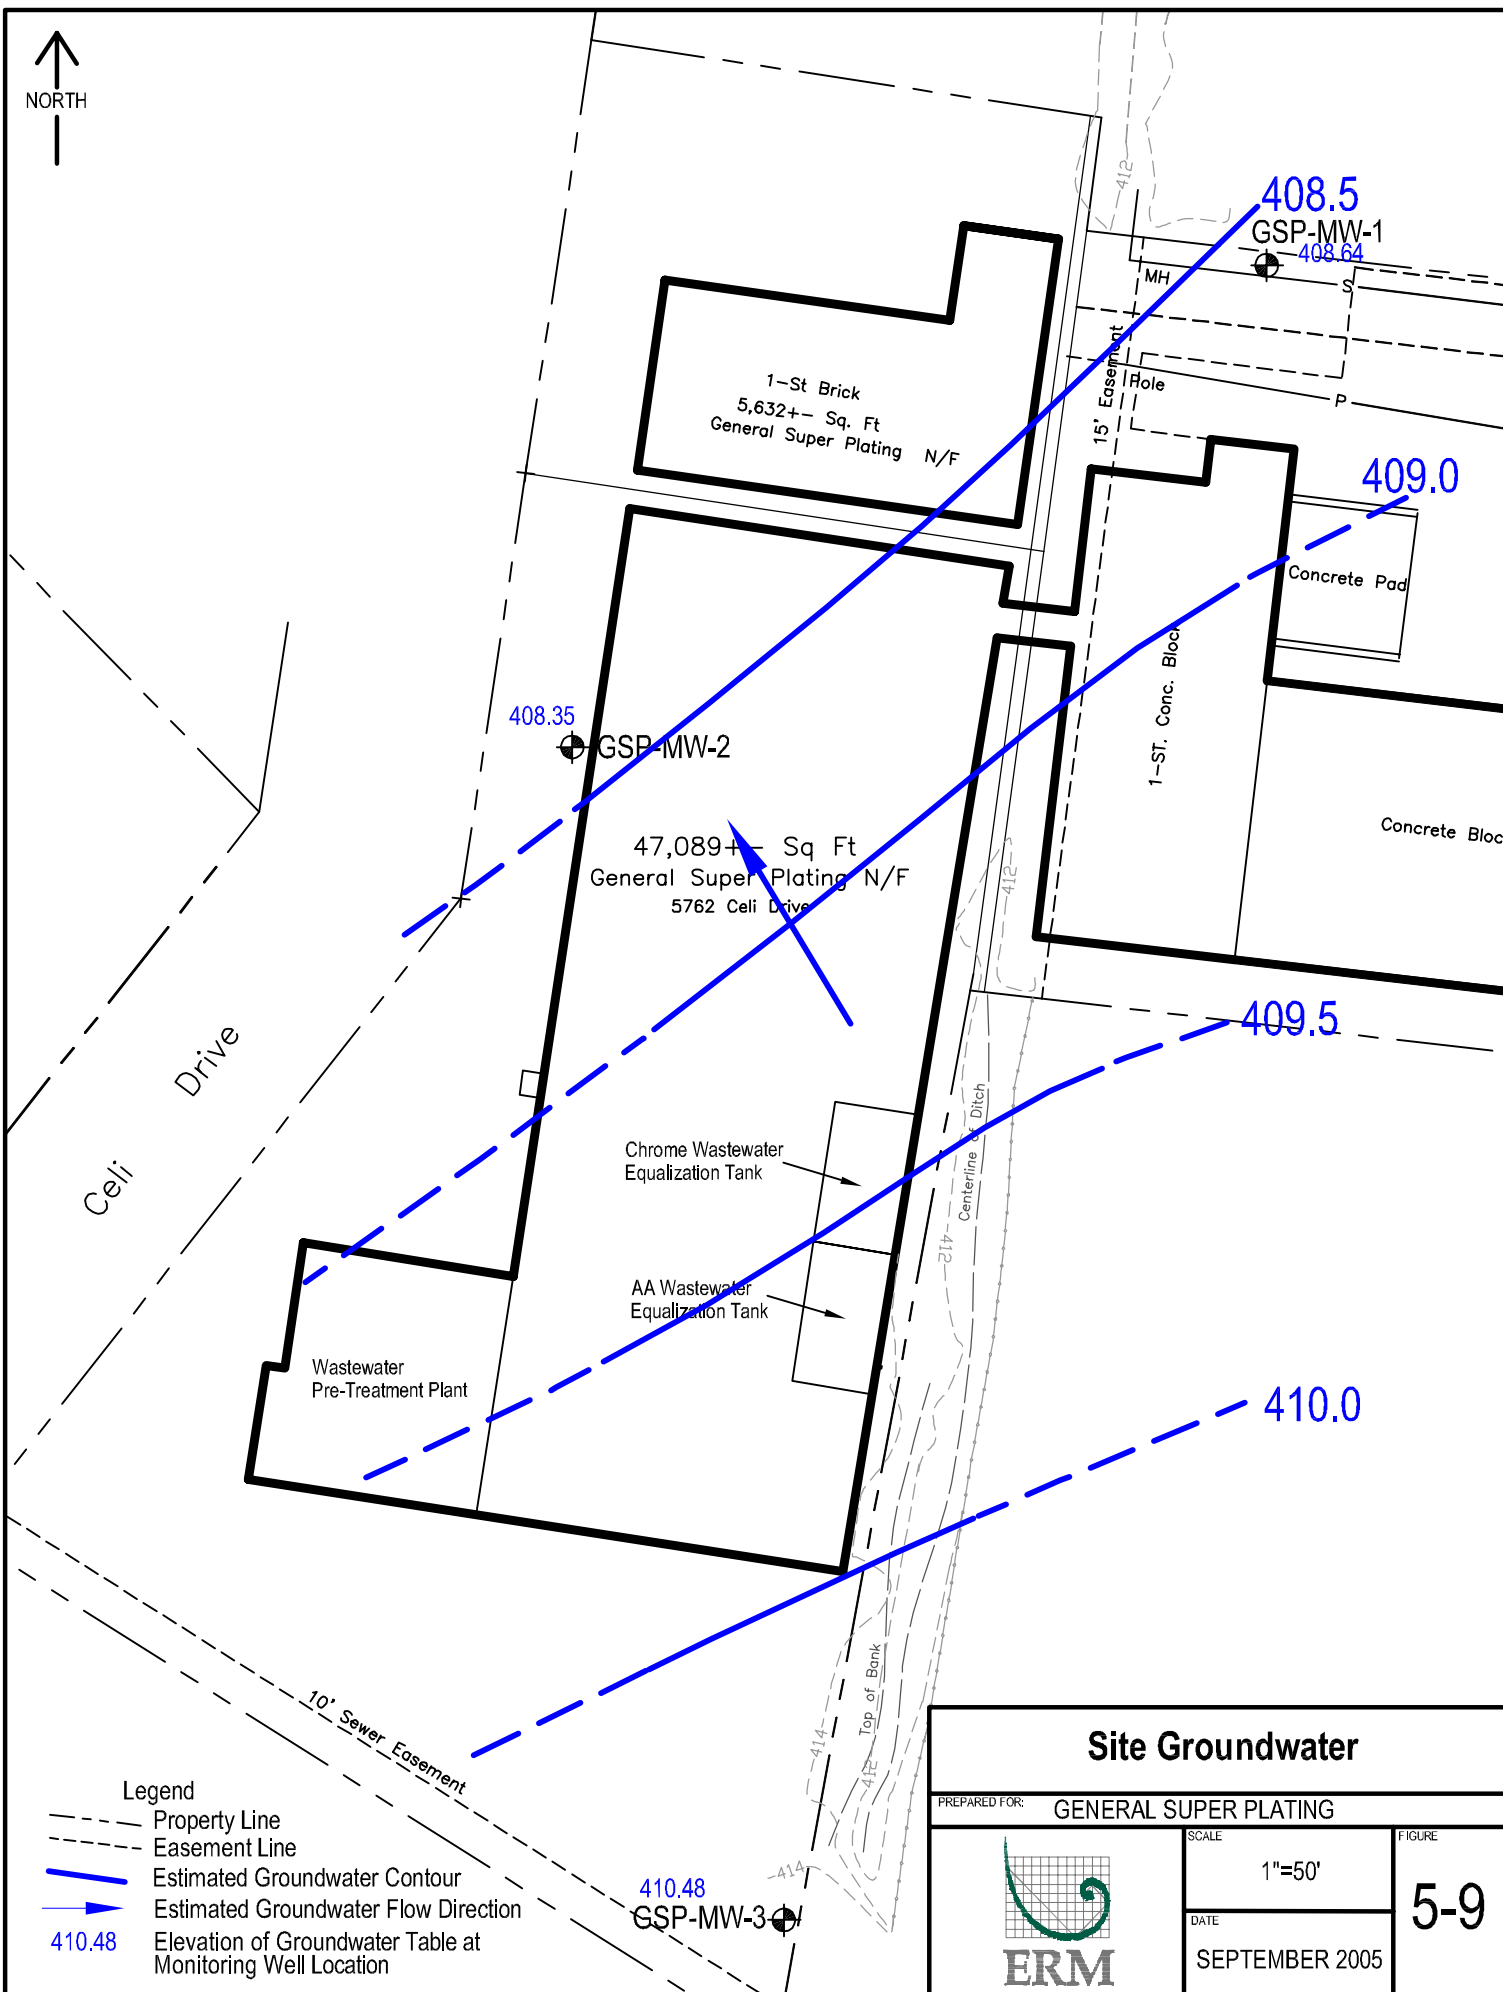 NORTH
412
408.5
GSP-MW-1
408.64
MH
S
15' Easement
Pole
P
1-St Brick
5,632+- Sq. Ft
General Super Plating N/F
409.0
Concrete Pad
1-ST. Conc. Block
408.35
GSP-MW-2
Concrete Bloc
47,089+- Sq Ft
General Super Plating N/F
5762 Celi Drive
412
409.5
Celi Drive
Centerline of Ditch
Chrome Wastewater
Equalization Tank
412
AA Wastewater
Equalization Tank
Wastewater
Pre-Treatment Plant
410.0
10' Sewer Easement
Top of Bank
414
412
414
410.48
GSP-MW-3
Legend
Property Line
Easement Line
Estimated Groundwater Contour
Estimated Groundwater Flow Direction
410.48 Elevation of Groundwater Table at
Monitoring Well Location
Site Groundwater
PREPARED FOR: GENERAL SUPER PLATING
ERM
SCALE
1"=50'
DATE
SEPTEMBER 2005
FIGURE
5-9